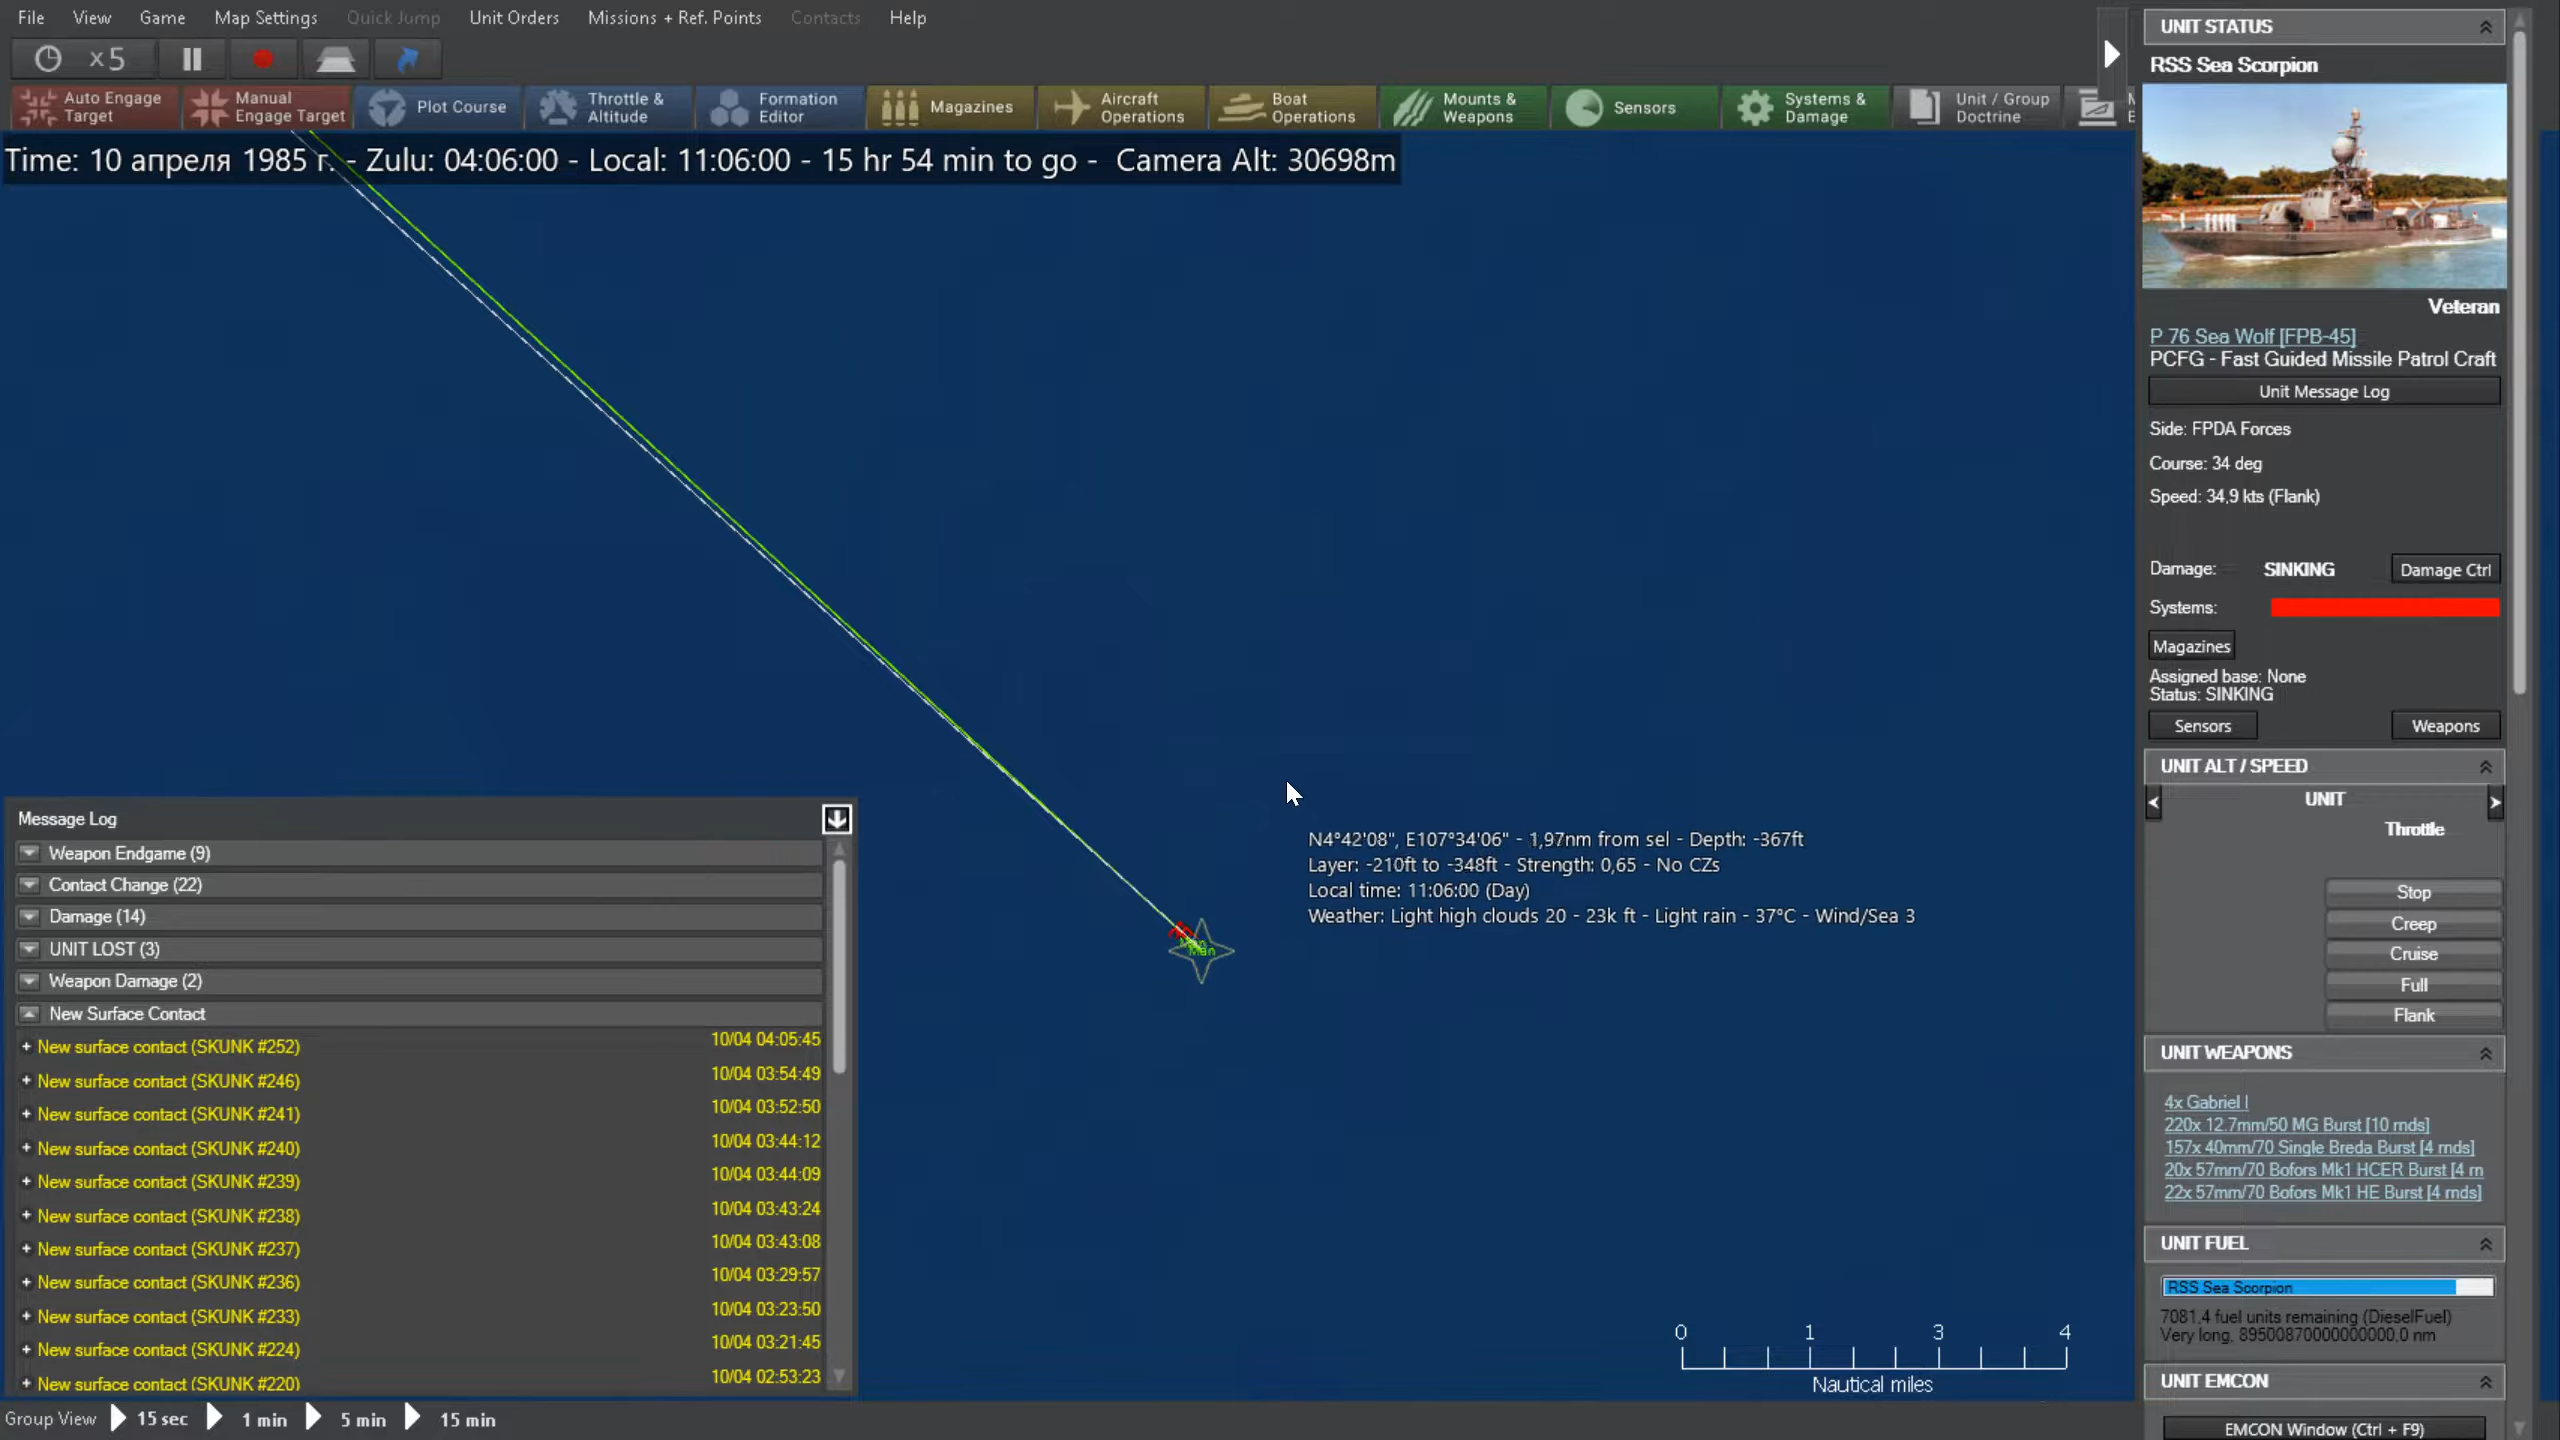 File View Game Map Settings Quick Jump Unit Orders Missions + Ref. Points Contacts Help
x5
Auto Engage Target
Manual Engage Target
Plot Course
Throttle & Altitude
Formation Editor
Magazines
Aircraft Operations
Boat Operations
Mounts & Weapons
Sensors
Systems & Damage
Unit / Group Doctrine
Time: 10 апреля 1985 г. - Zulu: 04:06:00 - Local: 11:06:00 - 15 hr 54 min to go - Camera Alt: 30698m
N4°42'08", E107°34'06" - 1,97nm from sel - Depth: -367ft
Layer: -210ft to -348ft - Strength: 0,65 - No CZs
Local time: 11:06:00 (Day)
Weather: Light high clouds 20 - 23k ft - Light rain - 37°C - Wind/Sea 3
Man
Message Log
Weapon Endgame (9)
Contact Change (22)
Damage (14)
UNIT LOST (3)
Weapon Damage (2)
New Surface Contact
+ New surface contact (SKUNK #252) 10/04 04:05:45
+ New surface contact (SKUNK #246) 10/04 03:54:49
+ New surface contact (SKUNK #241) 10/04 03:52:50
+ New surface contact (SKUNK #240) 10/04 03:44:12
+ New surface contact (SKUNK #239) 10/04 03:44:09
+ New surface contact (SKUNK #238) 10/04 03:43:24
+ New surface contact (SKUNK #237) 10/04 03:43:08
+ New surface contact (SKUNK #236) 10/04 03:29:57
+ New surface contact (SKUNK #233) 10/04 03:23:50
+ New surface contact (SKUNK #224) 10/04 03:21:45
+ New surface contact (SKUNK #220) 10/04 02:53:23
0 1 3 4
Nautical miles
Group View 15 sec 1 min 5 min 15 min
UNIT STATUS
RSS Sea Scorpion
Veteran
P 76 Sea Wolf [FPB-45]
PCFG - Fast Guided Missile Patrol Craft
Unit Message Log
Side: FPDA Forces
Course: 34 deg
Speed: 34,9 kts (Flank)
Damage: SINKING Damage Ctrl
Systems:
Magazines
Assigned base: None
Status: SINKING
Sensors Weapons
UNIT ALT / SPEED
UNIT
Throttle
Stop
Creep
Cruise
Full
Flank
UNIT WEAPONS
4x Gabriel I
220x 12.7mm/50 MG Burst [10 rnds]
157x 40mm/70 Single Breda Burst [4 rnds]
20x 57mm/70 Bofors Mk1 HCER Burst [4 rn
22x 57mm/70 Bofors Mk1 HE Burst [4 rnds]
UNIT FUEL
RSS Sea Scorpion
7081,4 fuel units remaining (DieselFuel)
Very long, 89500870000000000,0 nm
UNIT EMCON
EMCON Window (Ctrl + F9)